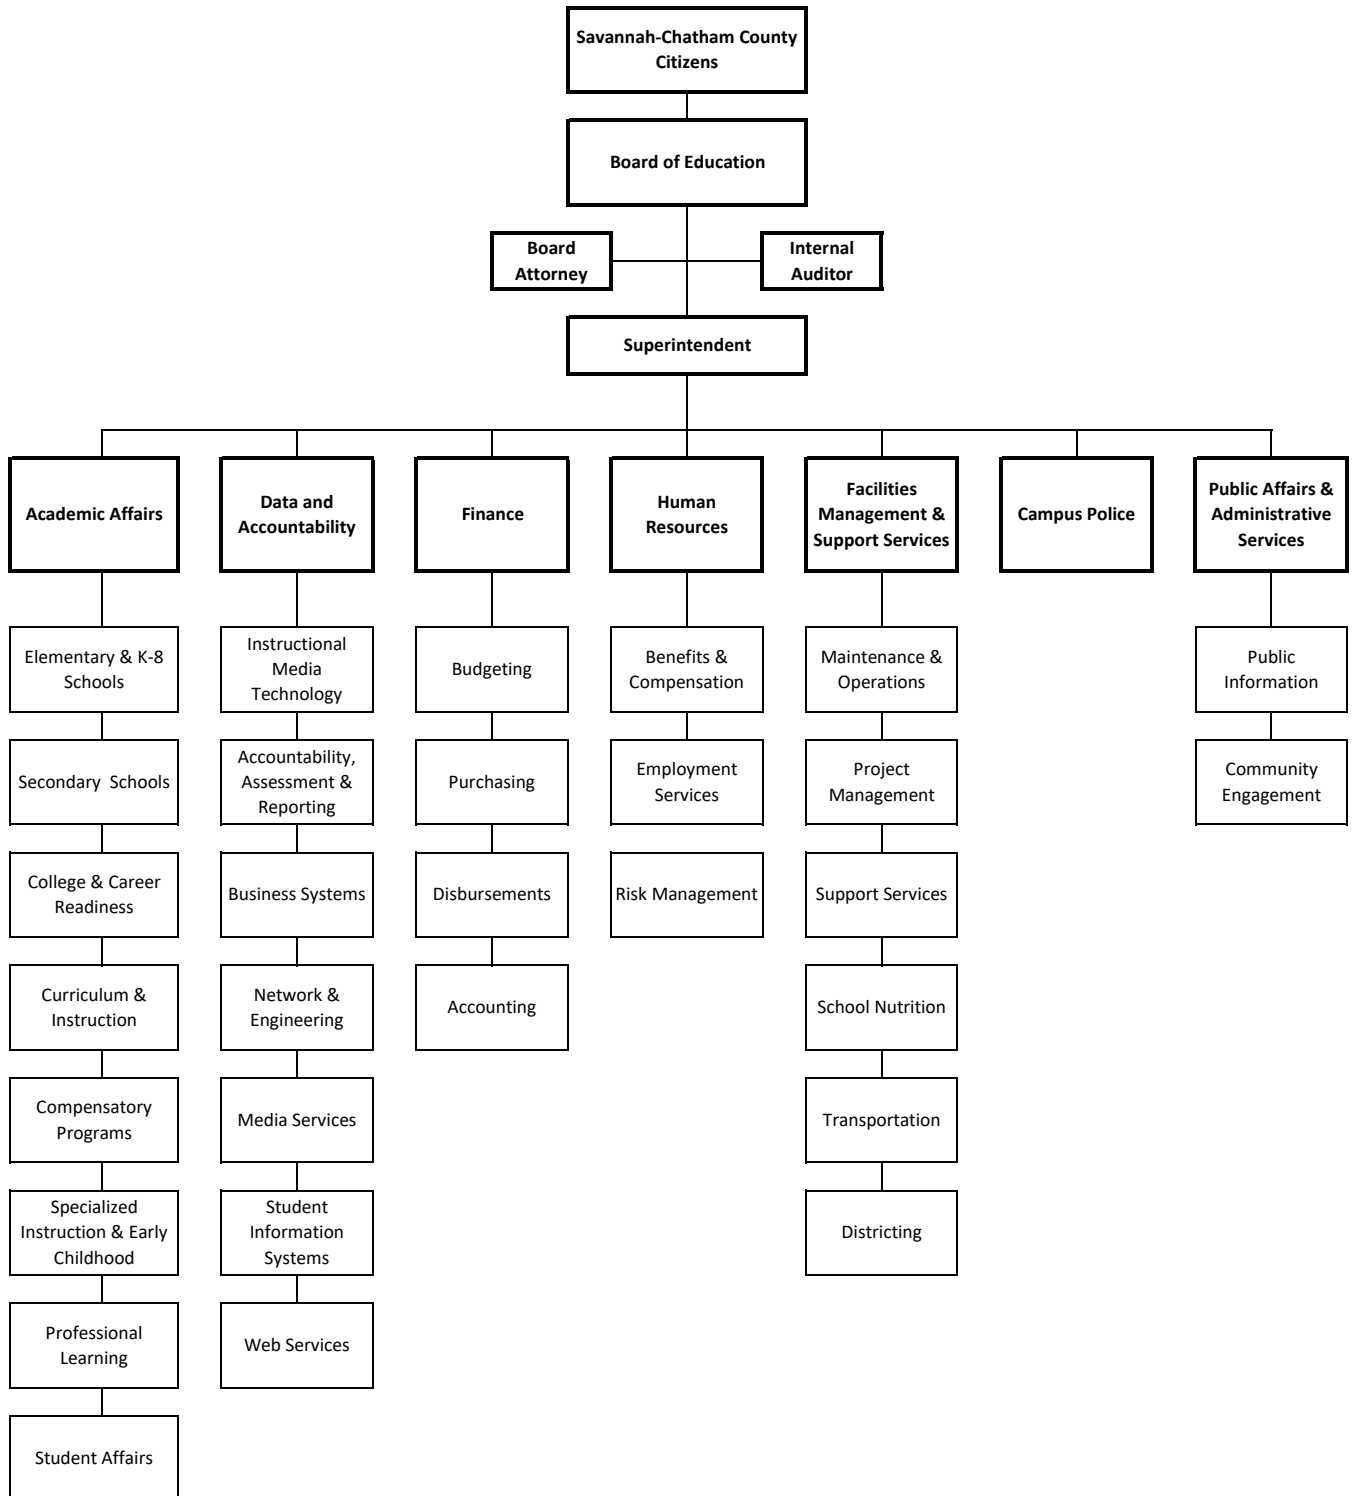 Savannah-Chatham County
Citizens
Board of Education
Board
Attorney
Internal
Auditor
Superintendent
Academic Affairs
Data and
Accountability
Finance
Human
Resources
Facilities
Management &
Support Services
Campus Police
Public Affairs &
Administrative
Services
Elementary & K-8
Schools
Instructional
Media
Technology
Budgeting
Benefits &
Compensation
Maintenance &
Operations
Public
Information
Secondary  Schools
Accountability,
Assessment &
Reporting
Purchasing
Employment
Services
Project
Management
Community
Engagement
College & Career
Readiness
Business Systems
Disbursements
Risk Management
Support Services
Curriculum &
Instruction
Network &
Engineering
Accounting
School Nutrition
Compensatory
Programs
Media Services
Transportation
Specialized
Instruction & Early
Childhood
Student
Information
Systems
Districting
Professional
Learning
Web Services
Student Affairs